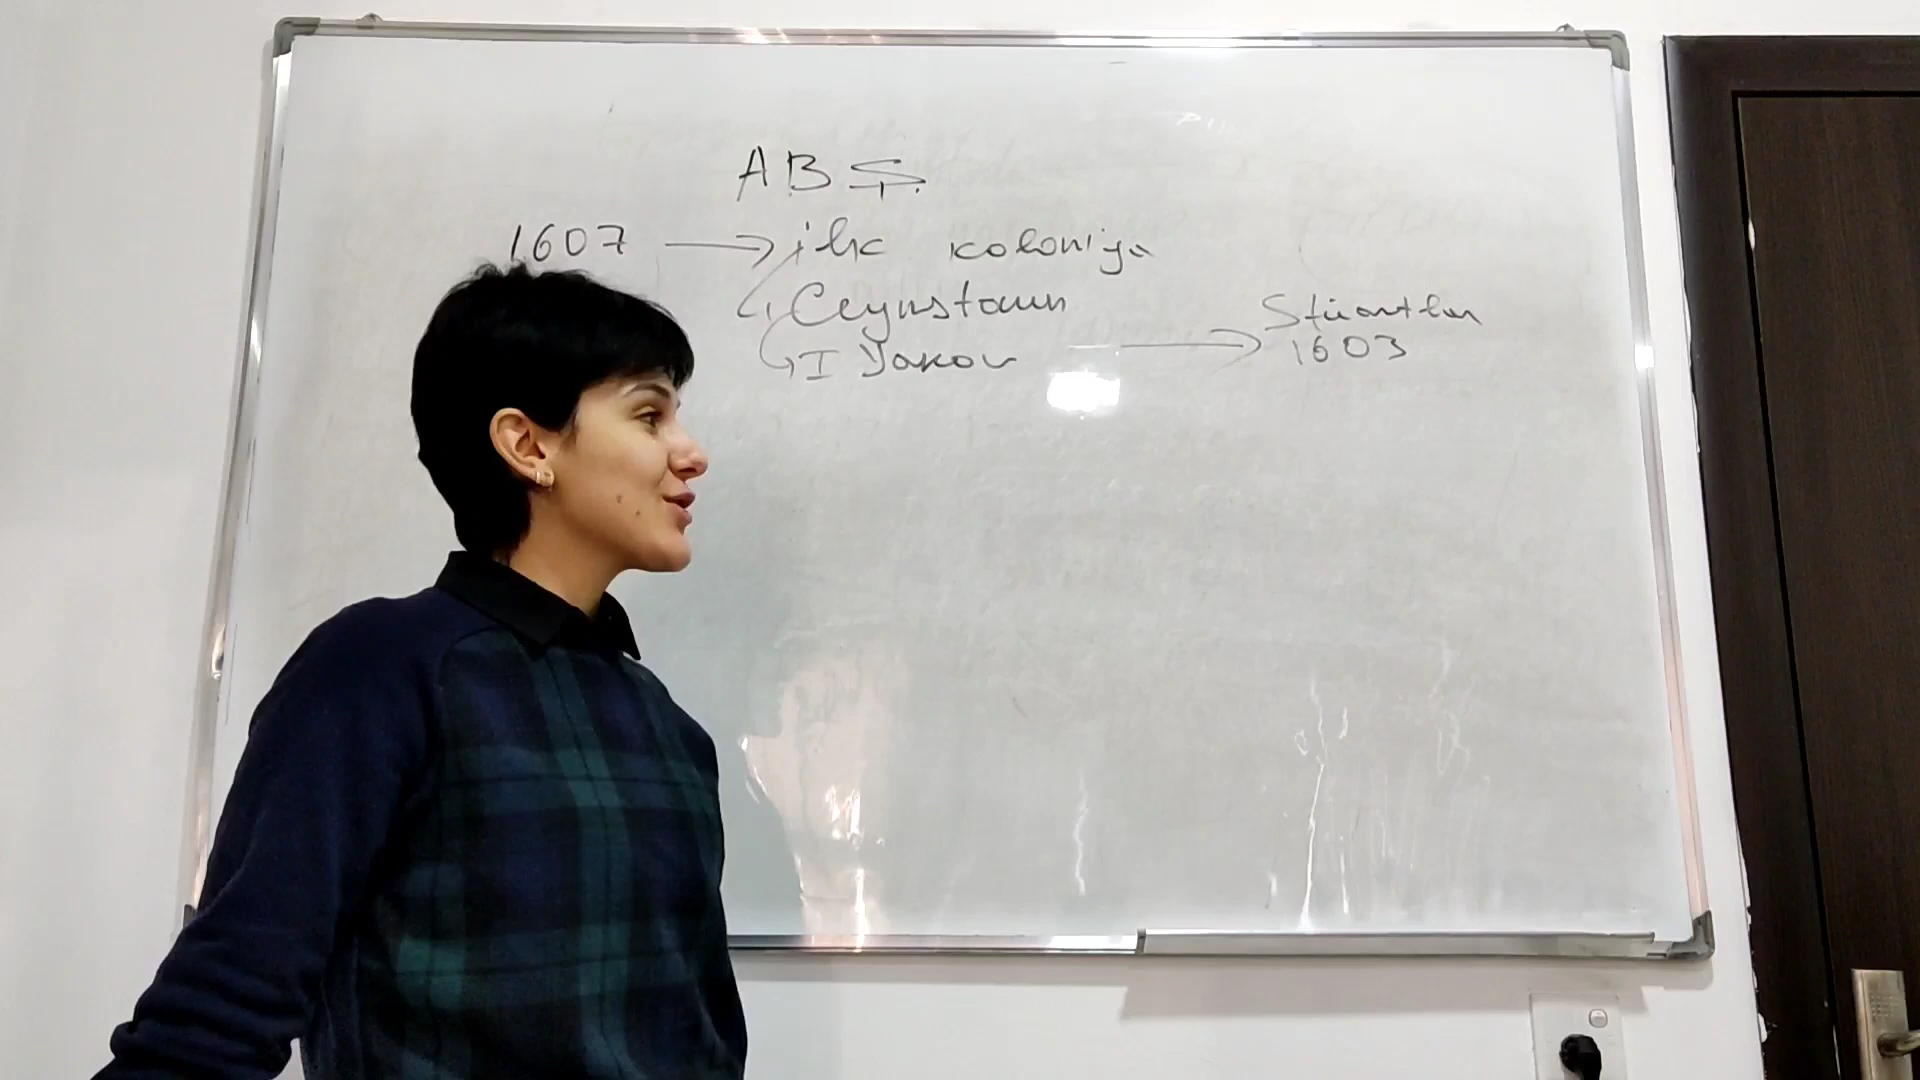 ABŞ.
1607 → ilk koloniya
Ceymstaun
I Yakov → Stüartlar
1603